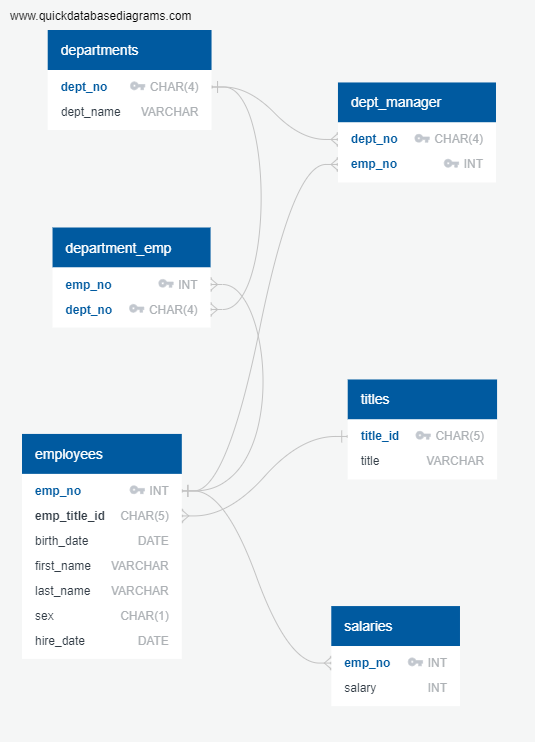 www.quickdatabasediagrams.com
departments
dept_no CHAR(4)
dept_name VARCHAR
dept_manager
dept_no CHAR(4)
emp_no INT
department_emp
emp_no INT
dept_no CHAR(4)
titles
title_id CHAR(5)
title VARCHAR
employees
emp_no INT
emp_title_id CHAR(5)
birth_date DATE
first_name VARCHAR
last_name VARCHAR
sex CHAR(1)
hire_date DATE
salaries
emp_no INT
salary INT